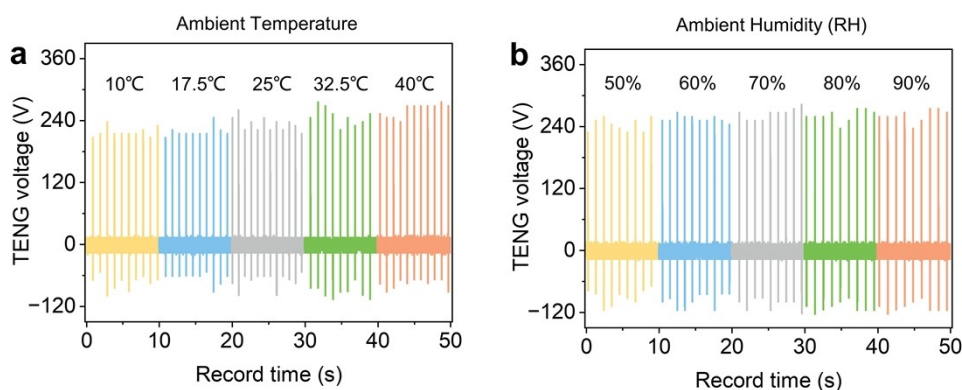 Ambient Temperature
a
360
240
120
0
−120
TENG voltage (V)
10℃ 17.5℃ 25℃ 32.5℃ 40℃
0 10 20 30 40 50
Record time (s)
Ambient Humidity (RH)
b
360
240
120
0
−120
TENG voltage (V)
50% 60% 70% 80% 90%
0 10 20 30 40 50
Record time (s)